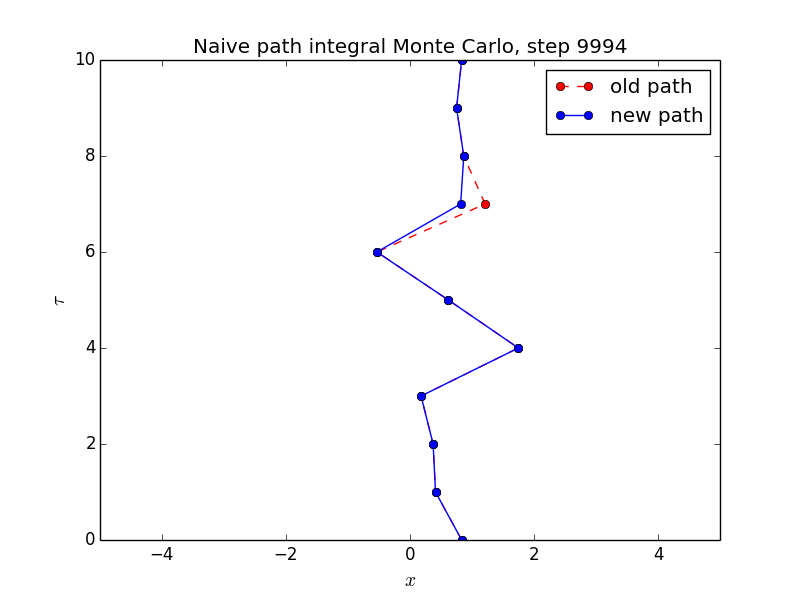 Naive path integral Monte Carlo, step 9994
old path
new path
10
8
6
4
2
0
τ
−4 −2 0 2 4
x